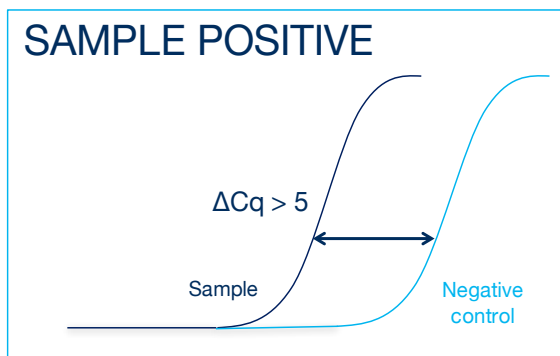 SAMPLE POSITIVE
ΔCq > 5
Sample
Negative
control